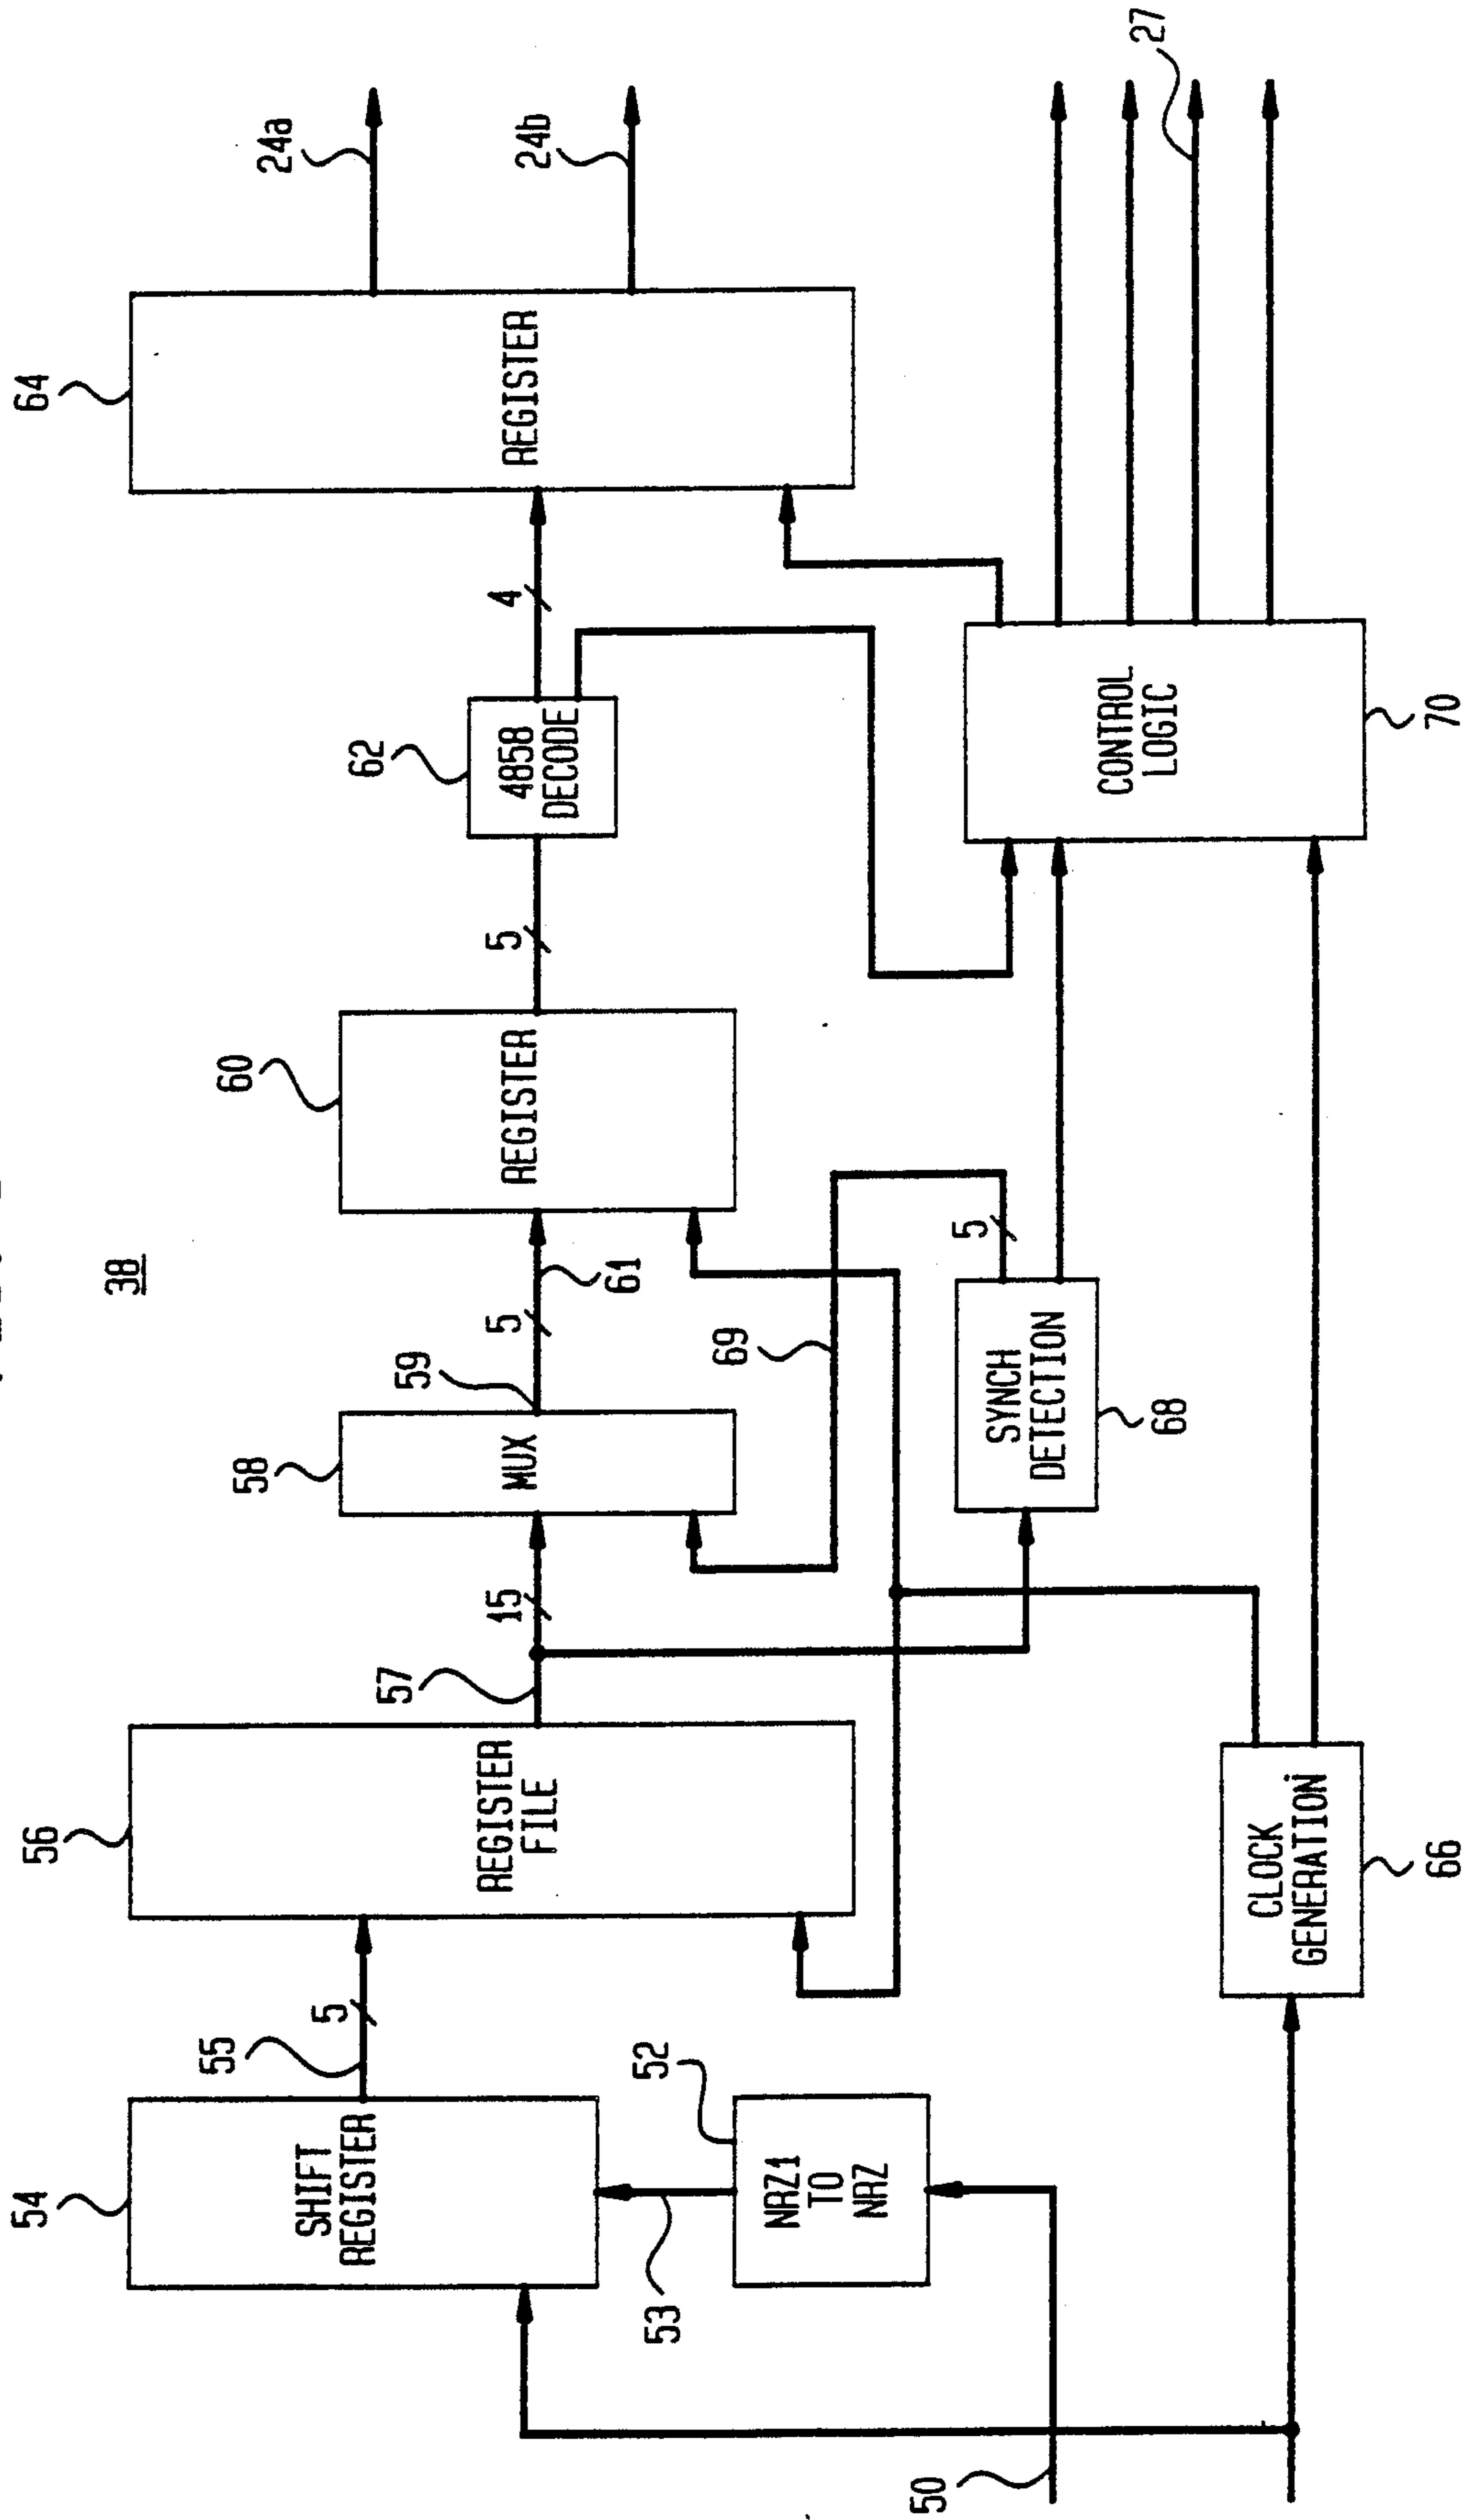 38
54
SHIFT
REGISTER
55
5
56
REGISTER
FILE
57
15
58
MUX
59
5
61
60
REGISTER
5
62
4B5B
DECODE
4
64
REGISTER
24a
24b
53
52
NRZ1
TO
NRZ
69
5
SYNCH
DETECTION
68
CONTROL
LOGIC
70
27
50
CLOCK
GENERATION
66